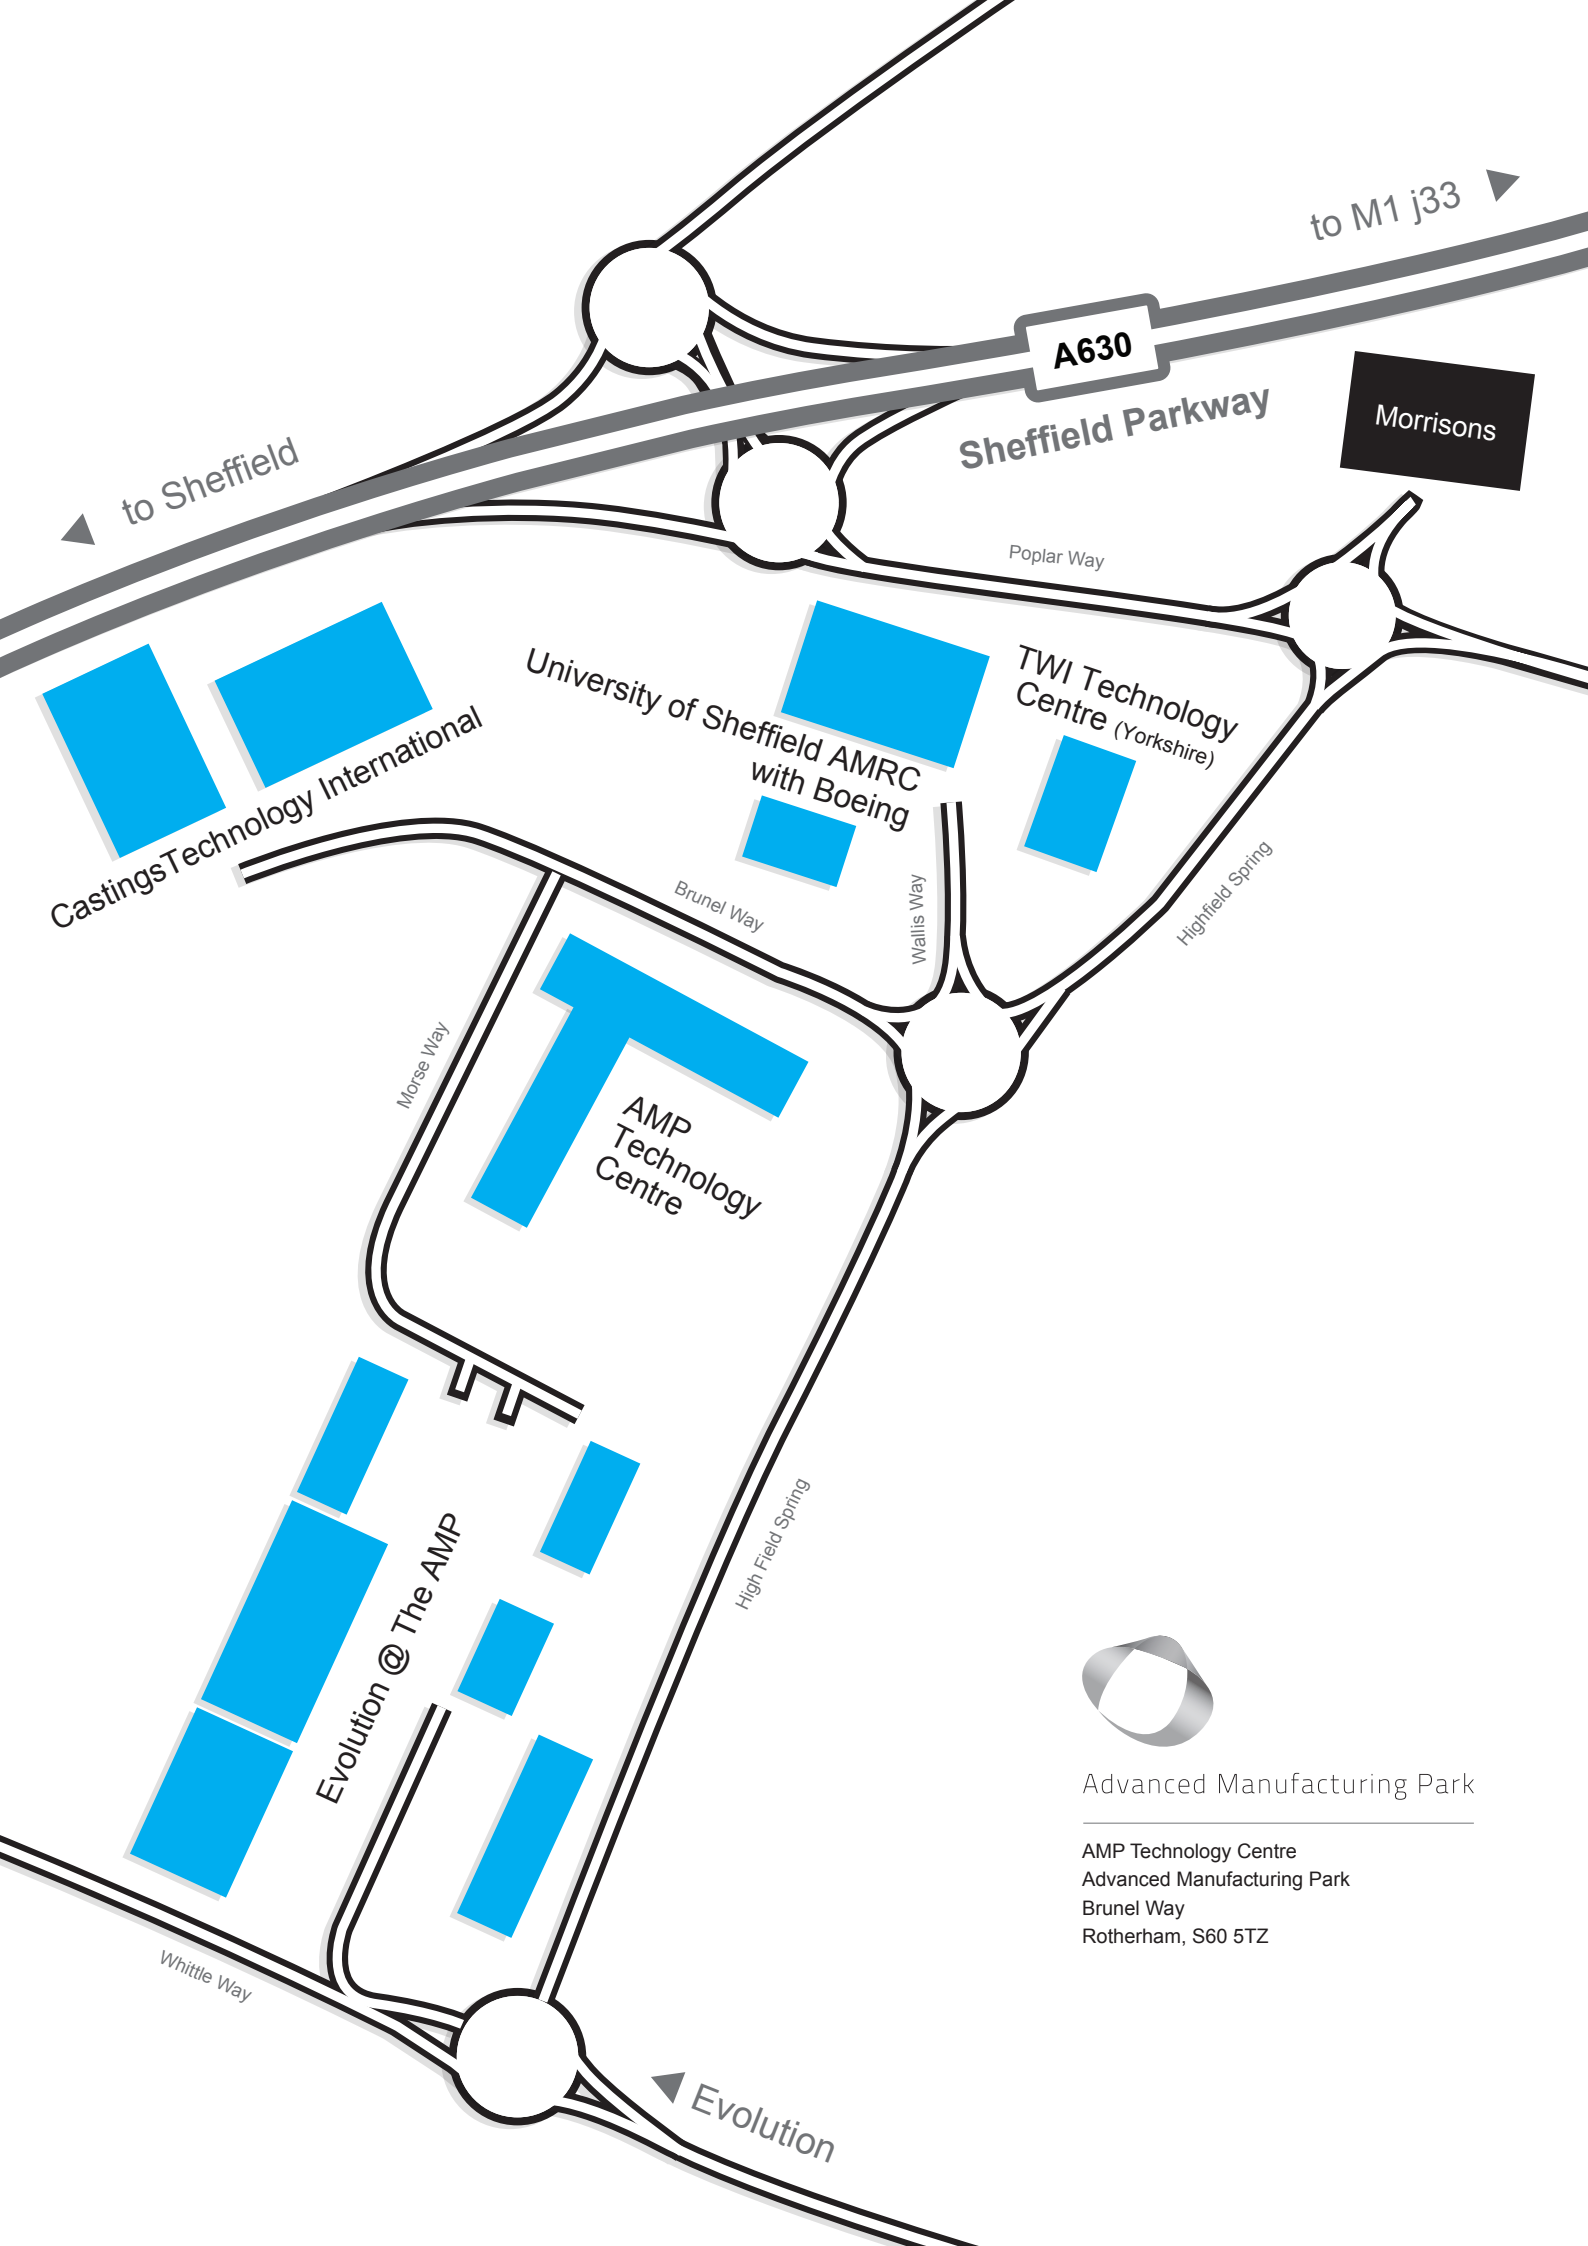 to M1 j33
A630
Sheffield Parkway
Morrisons
to Sheffield
Poplar Way
University of Sheffield AMRC
with Boeing
TWI Technology
Centre (Yorkshire)
CastingsTechnology International
Brunel Way
Wallis Way
Highfield Spring
Morse Way
AMP
Technology
Centre
High Field Spring
Evolution @ The AMP
Whittle Way
Evolution
Advanced Manufacturing Park
AMP Technology Centre
Advanced Manufacturing Park
Brunel Way
Rotherham, S60 5TZ